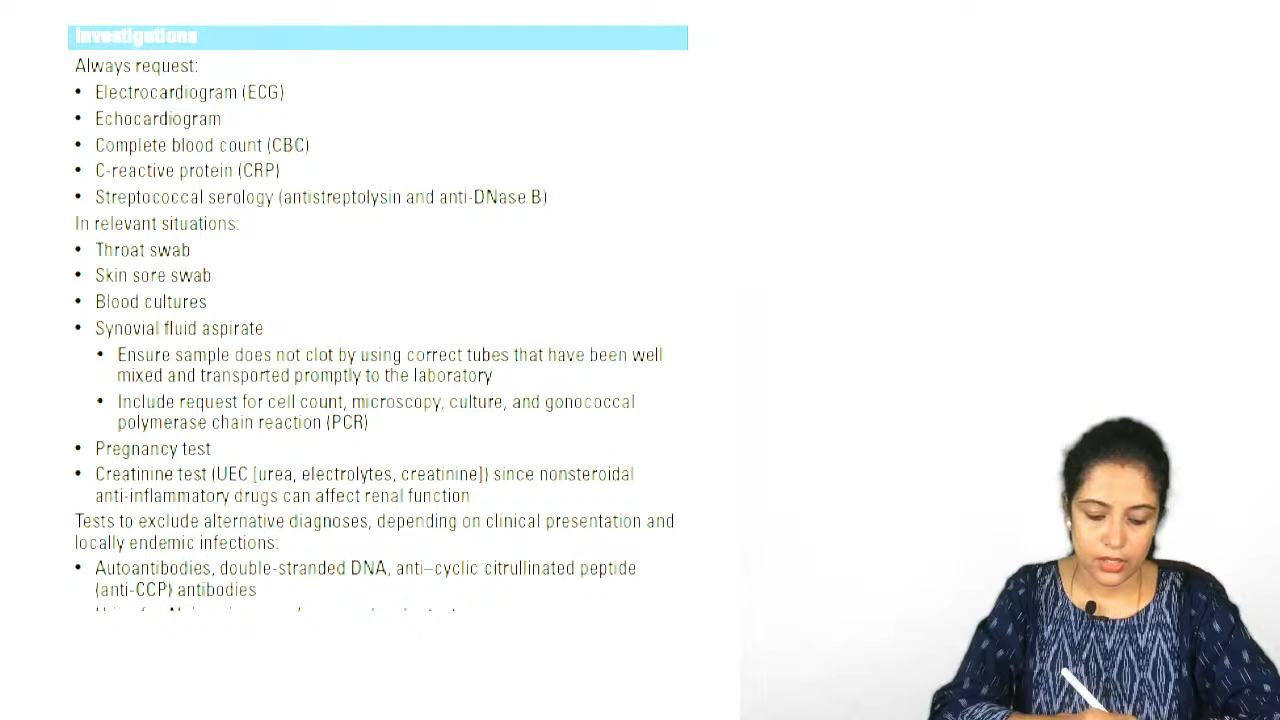 Investigations
Always request:
• Electrocardiogram (ECG)
• Echocardiogram
• Complete blood count (CBC)
• C-reactive protein (CRP)
• Streptococcal serology (antistreptolysin and anti-DNase B)
In relevant situations:
• Throat swab
• Skin sore swab
• Blood cultures
• Synovial fluid aspirate
• Ensure sample does not clot by using correct tubes that have been well
mixed and transported promptly to the laboratory
• Include request for cell count, microscopy, culture, and gonococcal
polymerase chain reaction (PCR)
• Pregnancy test
• Creatinine test (UEC [urea, electrolytes, creatinine]) since nonsteroidal
anti-inflammatory drugs can affect renal function
Tests to exclude alternative diagnoses, depending on clinical presentation and
locally endemic infections:
• Autoantibodies, double-stranded DNA, anti–cyclic citrullinated peptide
(anti-CCP) antibodies